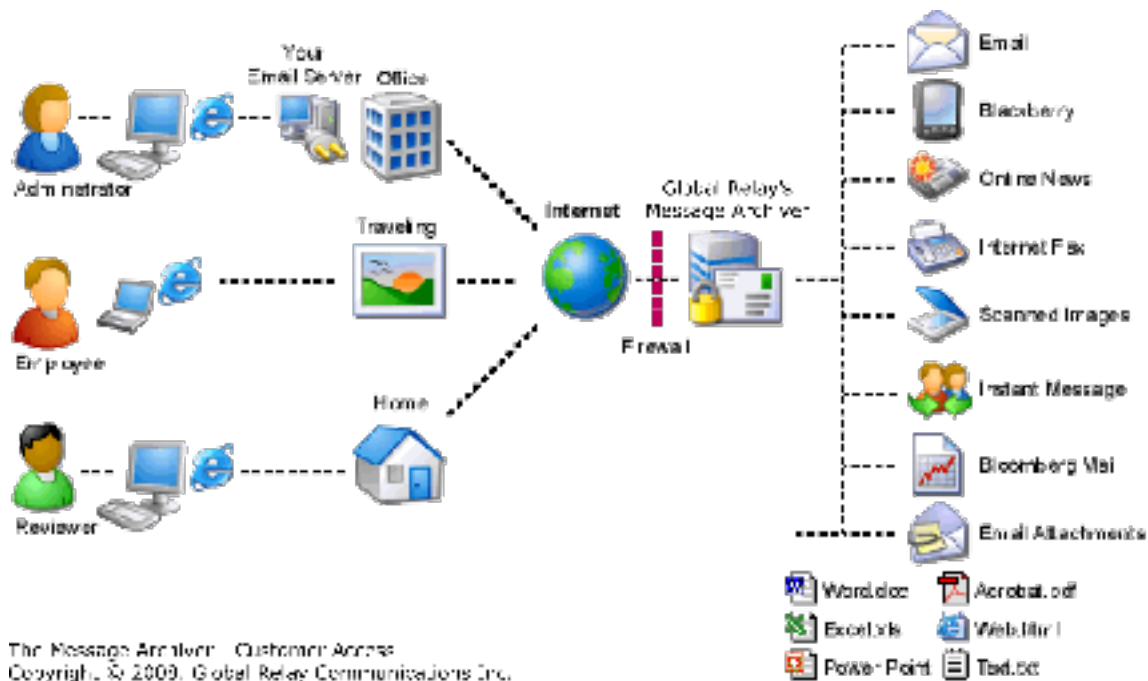 Your
Email Server
Office
Administrator
Traveling
Employee
Home
Reviewer
Internet
Firewall
Global Relay's
Message Archiver
Email
Blackberry
Online News
Internet Fax
Scanned Images
Instant Message
Bloomberg Mail
Email Attachments
Word.doc
Acrobat.pdf
Excel.xls
Web.html
Power Point
Text.txt
The Message Archiver - Customer Access
Copyright © 2009, Global Relay Communications Inc.